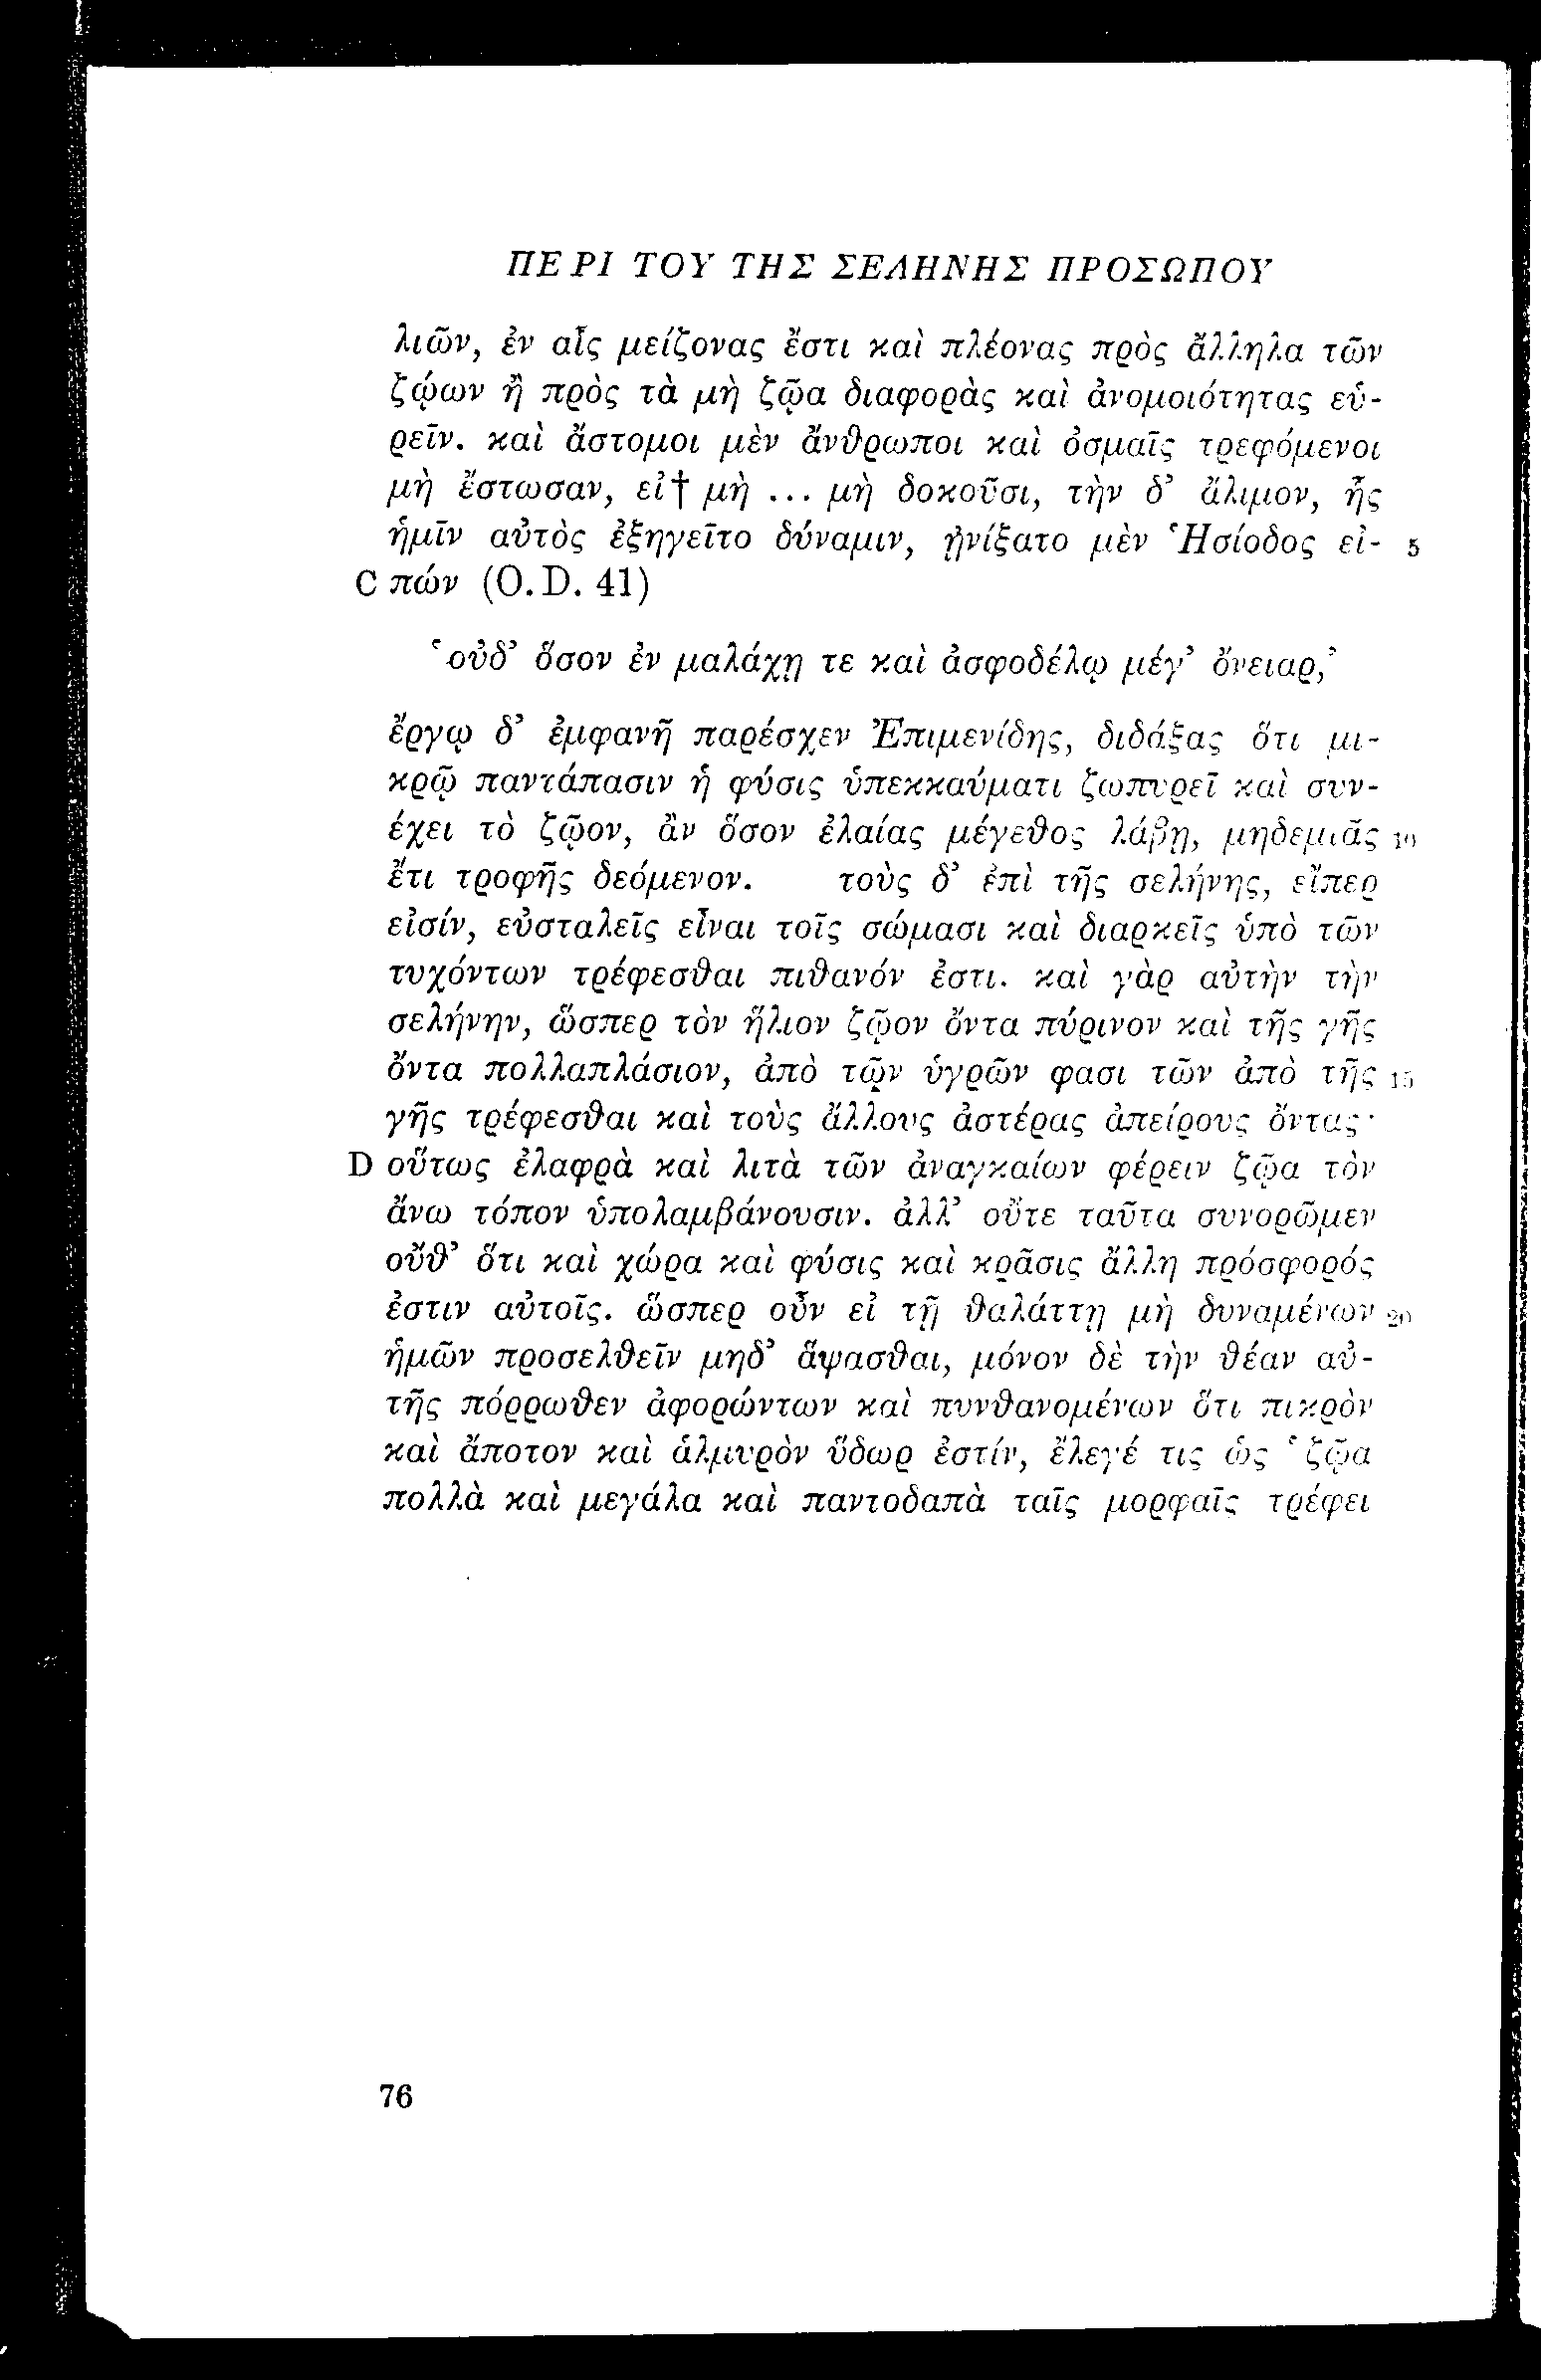 ΠΕΡΙ ΤΟΥ ΤΗΣ ΣΕΛΗΝΗΣ ΠΡΟΣΩΠΟΥ
λιῶν, ἐν αἷς μείζονας ἔστι καὶ πλέονας πρὸς ἄλληλα τῶν
ζῴων ἢ πρὸς τὰ μὴ ζῷα διαφορὰς καὶ ἀνομοιότητας εὑ-
ρεῖν. καὶ ἄστομοι μὲν ἄνθρωποι καὶ ὀσμαῖς τρεφόμενοι
μὴ ἔστωσαν, εἰ† μὴ ... μὴ δοκοῦσι, τὴν δ’ ἄλιμον, ἧς
ἡμῖν αὐτὸς ἐξηγεῖτο δύναμιν, ᾐνίξατο μὲν Ἡσίοδος εἰ- 5
C πών (O. D. 41)
‘οὐδ’ ὅσον ἐν μαλάχῃ τε καὶ ἀσφοδέλῳ μέγ’ ὄνειαρ,’
ἔργῳ δ’ ἐμφανῆ παρέσχεν Ἐπιμενίδης, διδάξας ὅτι μι-
κρῷ παντάπασιν ἡ φύσις ὑπεκκαύματι ζωπυρεῖ καὶ συν-
έχει τὸ ζῷον, ἂν ὅσον ἐλαίας μέγεθος λάβῃ, μηδεμιᾶς 10
ἔτι τροφῆς δεόμενον. τοὺς δ’ ἐπὶ τῆς σελήνης, εἴπερ
εἰσίν, εὐσταλεῖς εἶναι τοῖς σώμασι καὶ διαρκεῖς ὑπὸ τῶν
τυχόντων τρέφεσθαι πιθανόν ἐστι. καὶ γὰρ αὐτὴν τὴν
σελήνην, ὥσπερ τὸν ἥλιον ζῷον ὄντα πύρινον καὶ τῆς γῆς
ὄντα πολλαπλάσιον, ἀπὸ τῶν ὑγρῶν φασι τῶν ἀπὸ τῆς 15
γῆς τρέφεσθαι καὶ τοὺς ἄλλους ἀστέρας ἀπείρους ὄντας·
D οὕτως ἐλαφρὰ καὶ λιτὰ τῶν ἀναγκαίων φέρειν ζῷα τὸν
ἄνω τόπον ὑπολαμβάνουσιν. ἀλλ’ οὔτε ταῦτα συνορῶμεν
οὔθ’ ὅτι καὶ χώρα καὶ φύσις καὶ κρᾶσις ἄλλη πρόσφορός
ἐστιν αὐτοῖς. ὥσπερ οὖν εἰ τῇ θαλάττῃ μὴ δυναμένων 20
ἡμῶν προσελθεῖν μηδ’ ἅψασθαι, μόνον δὲ τὴν θέαν αὐ-
τῆς πόρρωθεν ἀφορώντων καὶ πυνθανομένων ὅτι πικρὸν
καὶ ἄποτον καὶ ἁλμυρὸν ὕδωρ ἐστίν, ἔλεγέ τις ὡς ‘ζῷα
πολλὰ καὶ μεγάλα καὶ παντοδαπὰ ταῖς μορφαῖς τρέφει
76